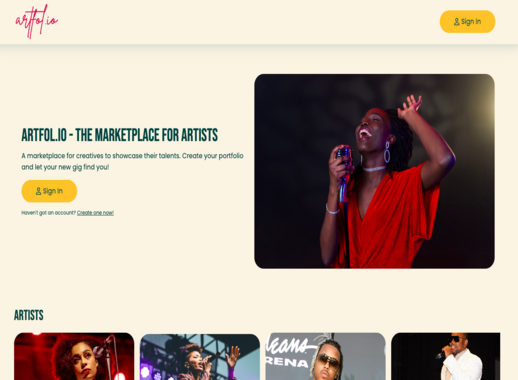 artfol.io
Sign In
ARTFOL.IO - THE MARKETPLACE FOR ARTISTS
A marketplace for creatives to showcase their talents. Create your portfolio
and let your new gig find you!
Sign In
Haven't got an account? Create one now!
ARTISTS
eans
RENA